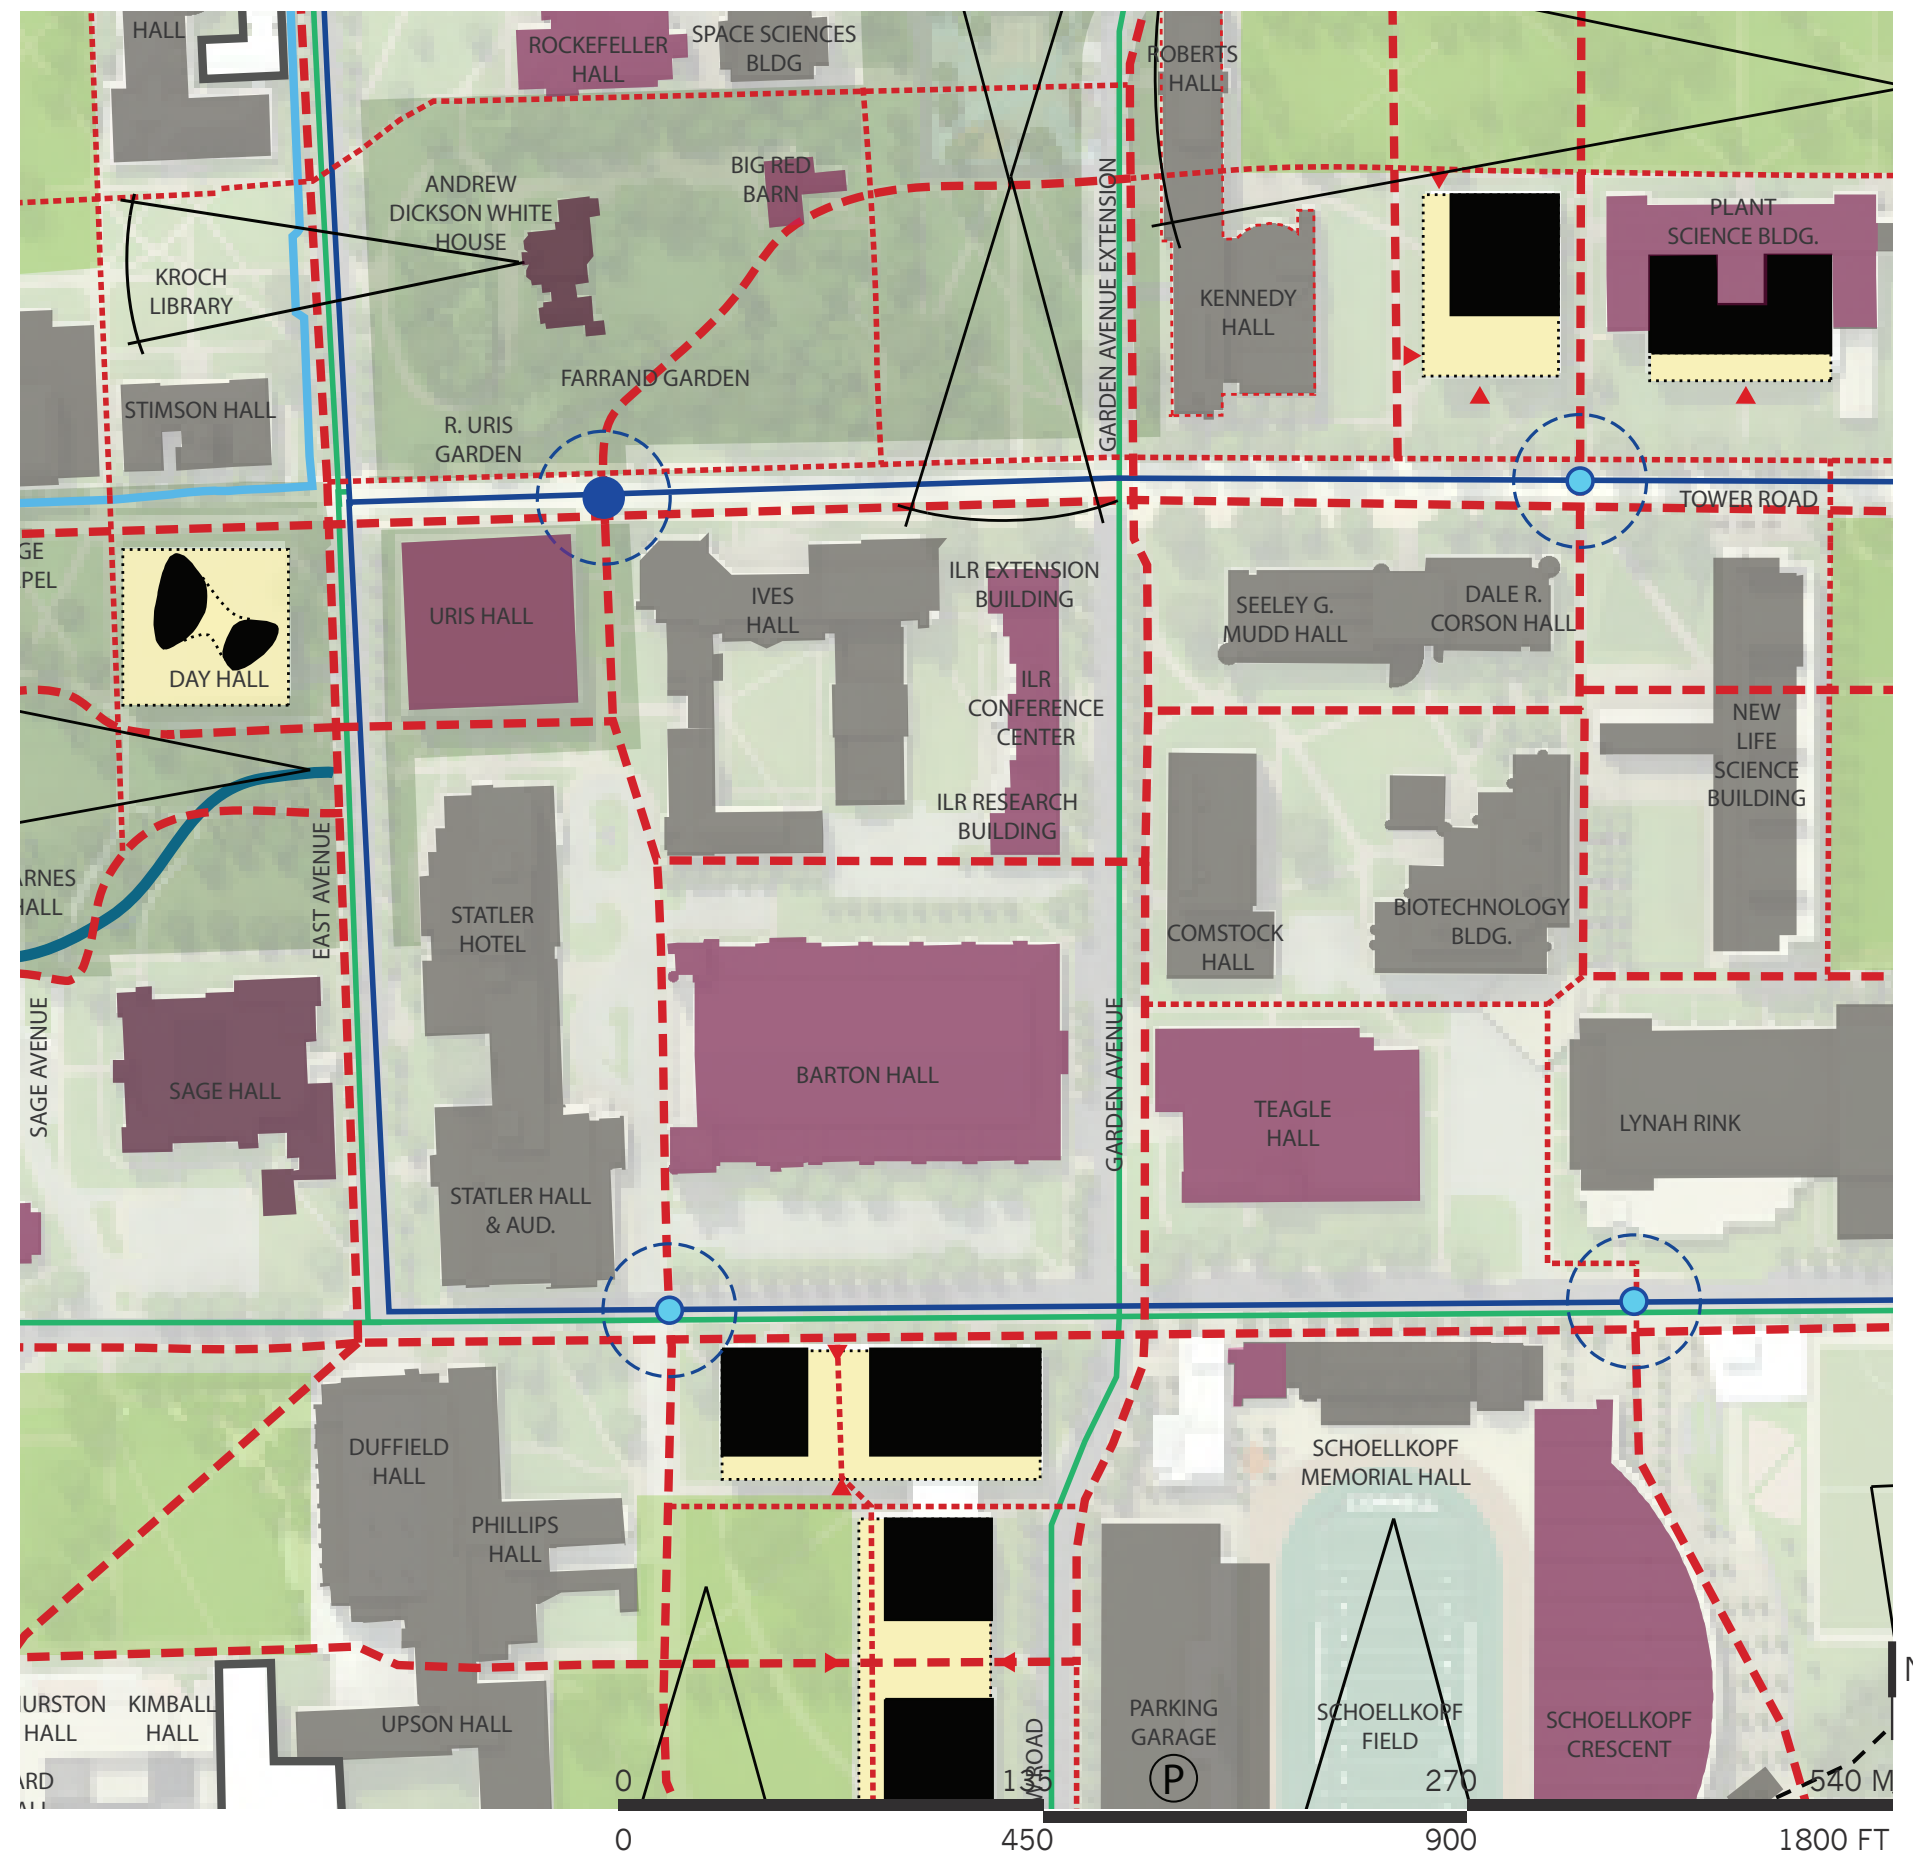 HALL
ROCKEFELLER
HALL
SPACE SCIENCES
BLDG
ROBERTS
HALL
ANDREW
DICKSON WHITE
HOUSE
BIG RED
BARN
GARDEN AVENUE EXTENSION
PLANT
SCIENCE BLDG.
KROCH
LIBRARY
KENNEDY
HALL
FARRAND GARDEN
STIMSON HALL
R. URIS
GARDEN
TOWER ROAD
GE
PEL
DAY HALL
URIS HALL
IVES
HALL
ILR EXTENSION
BUILDING
ILR
CONFERENCE
CENTER
ILR RESEARCH
BUILDING
SEELEY G.
MUDD HALL
DALE R.
CORSON HALL
NEW
LIFE
SCIENCE
BUILDING
ARNES
HALL
EAST AVENUE
STATLER
HOTEL
COMSTOCK
HALL
BIOTECHNOLOGY
BLDG.
SAGE AVENUE
SAGE HALL
BARTON HALL
GARDEN AVENUE
TEAGLE
HALL
LYNAH RINK
STATLER HALL
& AUD.
DUFFIELD
HALL
PHILLIPS
HALL
SCHOELLKOPF
MEMORIAL HALL
URSTON
HALL
KIMBALL
HALL
UPSON HALL
ROAD
PARKING
GARAGE
P
SCHOELLKOPF
FIELD
SCHOELLKOPF
CRESCENT
N
ARD
0
135
270
540 M
0
450
900
1800 FT